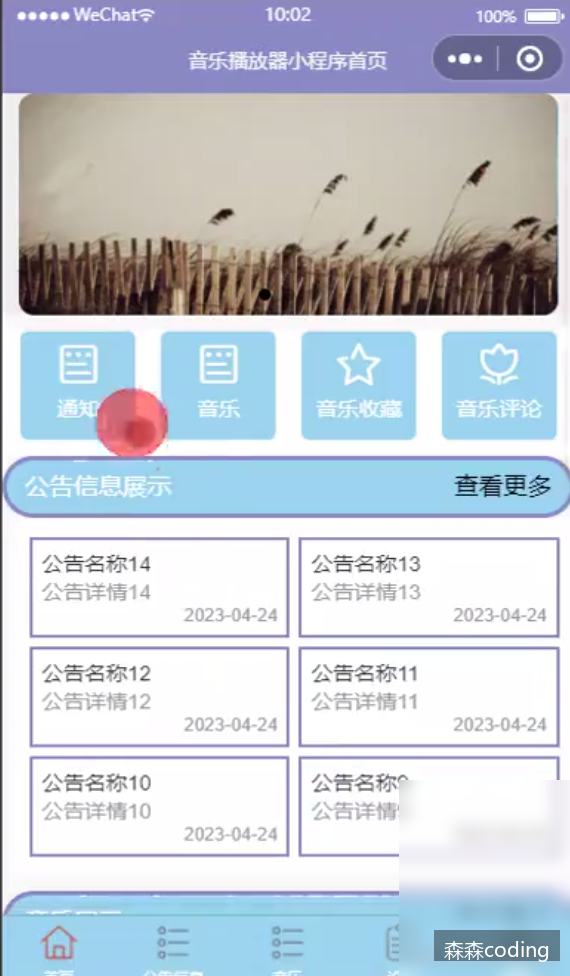 WeChat 10:02 100%
音乐播放器小程序首页
通知 音乐 音乐收藏 音乐评论
公告信息展示 查看更多
公告名称14 公告名称13
公告详情14 公告详情13
2023-04-24 2023-04-24
公告名称12 公告名称11
公告详情12 公告详情11
2023-04-24 2023-04-24
公告名称10 公告名称9
公告详情10 公告详情
2023-04-24
森森coding